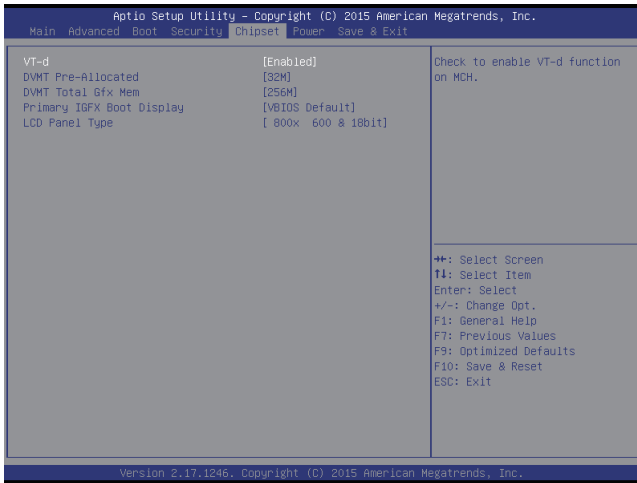 Aptio Setup Utility – Copyright (C) 2015 American Megatrends, Inc.
Main Advanced Boot Security Chipset Power Save & Exit
VT-d [Enabled]
DVMT Pre-Allocated [32M]
DVMT Total Gfx Mem [256M]
Primary IGFX Boot Display [VBIOS Default]
LCD Panel Type [ 800x 600 & 18bit]
Check to enable VT-d function
on MCH.
→←: Select Screen
↑↓: Select Item
Enter: Select
+/-: Change Opt.
F1: General Help
F7: Previous Values
F9: Optimized Defaults
F10: Save & Reset
ESC: Exit
Version 2.17.1246. Copyright (C) 2015 American Megatrends, Inc.